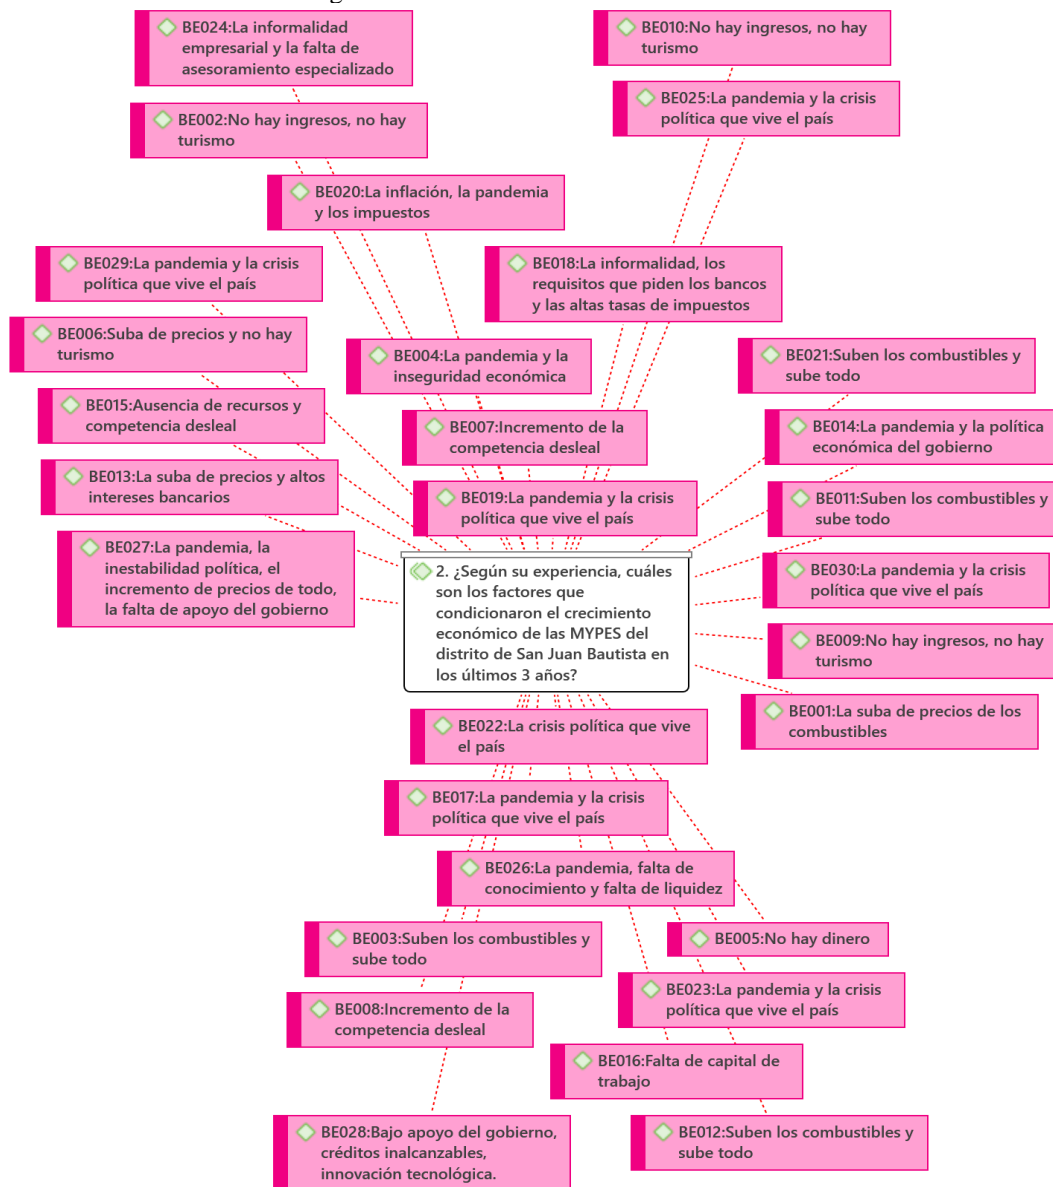 BE024:La informalidad
empresarial y la falta de
asesoramiento especializado
BE010:No hay ingresos, no hay
turismo
BE025:La pandemia y la crisis
política que vive el país
BE002:No hay ingresos, no hay
turismo
BE020:La inflación, la pandemia
y los impuestos
BE029:La pandemia y la crisis
política que vive el país
BE018:La informalidad, los
requisitos que piden los bancos
y las altas tasas de impuestos
BE006:Suba de precios y no hay
turismo
BE004:La pandemia y la
inseguridad económica
BE021:Suben los combustibles y
sube todo
BE015:Ausencia de recursos y
competencia desleal
BE007:Incremento de la
competencia desleal
BE014:La pandemia y la política
económica del gobierno
BE013:La suba de precios y altos
intereses bancarios
BE019:La pandemia y la crisis
política que vive el país
BE011:Suben los combustibles y
sube todo
BE027:La pandemia, la
inestabilidad política, el
incremento de precios de todo,
la falta de apoyo del gobierno
2. ¿Según su experiencia, cuáles
son los factores que
condicionaron el crecimiento
económico de las MYPES del
distrito de San Juan Bautista en
los últimos 3 años?
BE030:La pandemia y la crisis
política que vive el país
BE009:No hay ingresos, no hay
turismo
BE001:La suba de precios de los
combustibles
BE022:La crisis política que vive
el país
BE017:La pandemia y la crisis
política que vive el país
BE026:La pandemia, falta de
conocimiento y falta de liquidez
BE003:Suben los combustibles y
sube todo
BE005:No hay dinero
BE023:La pandemia y la crisis
política que vive el país
BE008:Incremento de la
competencia desleal
BE016:Falta de capital de
trabajo
BE028:Bajo apoyo del gobierno,
créditos inalcanzables,
innovación tecnológica.
BE012:Suben los combustibles y
sube todo